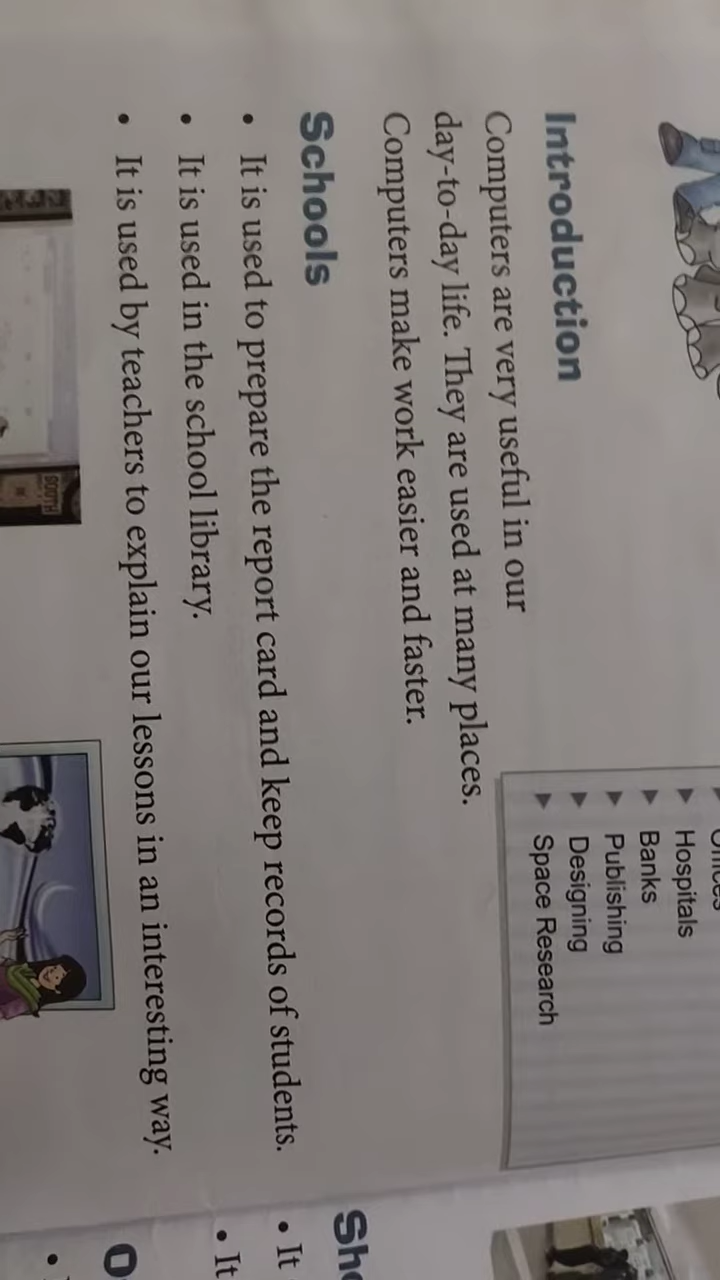 Hospitals
Banks
Publishing
Designing
Space Research
Introduction
Computers are very useful in our
day-to-day life. They are used at many places.
Computers make work easier and faster.
Schools
• It is used to prepare the report card and keep records of students.
• It is used in the school library.
• It is used by teachers to explain our lessons in an interesting way.
• It
• It